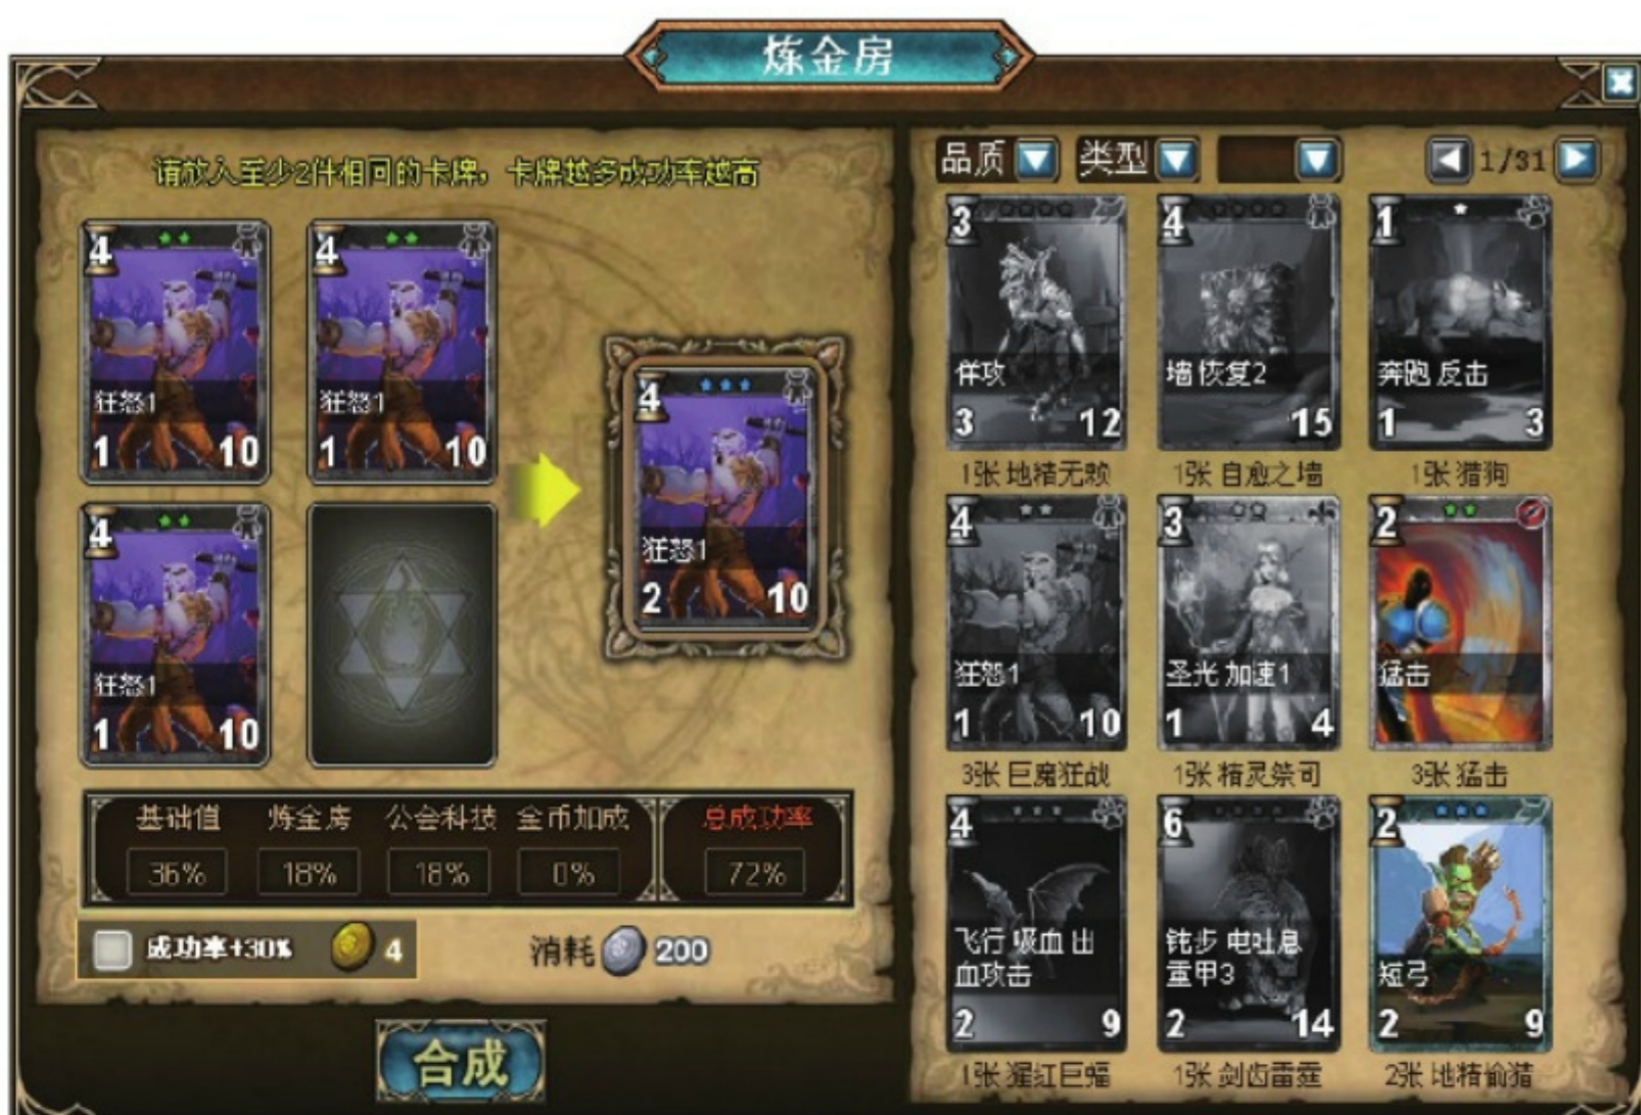 炼金房
请放入至少2件相同的卡牌，卡牌越多成功率越高
4
狂怒1
1 10
4
狂怒1
1 10
4
狂怒1
1 10
4
狂怒1
2 10
基础值 炼金房 公会科技 金币加成 总成功率
36% 18% 18% 0% 72%
成功率+30% 4
消耗 200
合成
品质 类型 1/31
3
佯攻
3 12
1张 地精无赖
4
墙 恢复2
15
1张 自愈之墙
1
奔跑 反击
1 3
1张 猎狗
4
狂怒1
1 10
3张 巨魔狂战
3
圣光 加速1
1 4
1张 精灵祭司
2
猛击
3张 猛击
4
飞行 吸血 出
血攻击
2 9
1张 猩红巨蝠
6
钝步 电吐息
重甲3
2 14
1张 剑齿雷霆
2
短弓
2 9
2张 地精偷猎